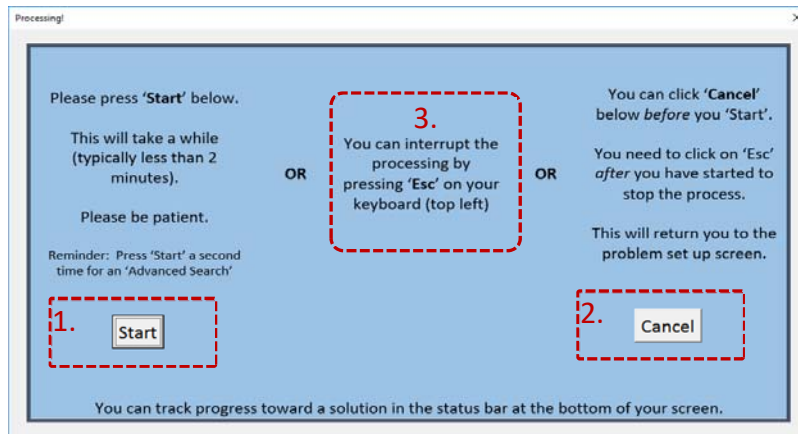 Processing!
Please press ‘Start’ below.
This will take a while
(typically less than 2
minutes).
Please be patient.
Reminder: Press ‘Start’ a second
time for an ‘Advanced Search’
1.
Start
OR
3.
You can interrupt the
processing by
pressing ‘Esc’ on your
keyboard (top left)
OR
You can click ‘Cancel’
below before you ‘Start’.
You need to click on ‘Esc’
after you have started to
stop the process.
This will return you to the
problem set up screen.
2.
Cancel
You can track progress toward a solution in the status bar at the bottom of your screen.